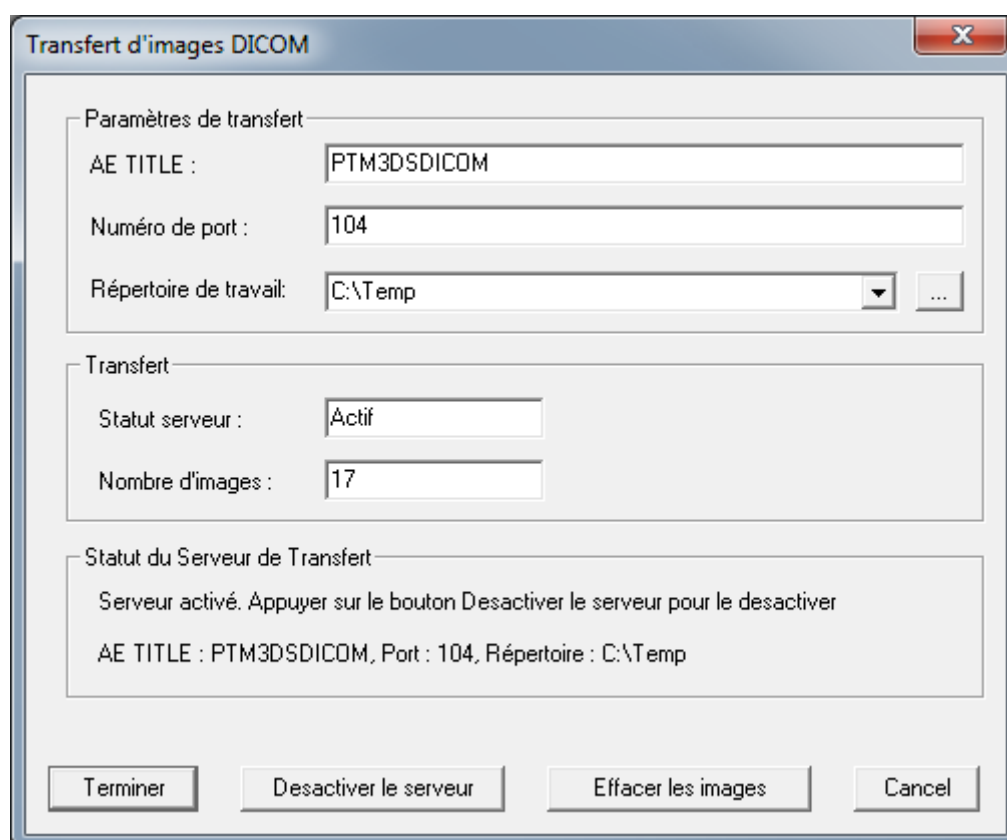 Transfert d'images DICOM
Paramètres de transfert
AE TITLE : PTM3DSDICOM
Numéro de port : 104
Répertoire de travail: C:\Temp ...
Transfert
Statut serveur : Actif
Nombre d'images : 17
Statut du Serveur de Transfert
Serveur activé. Appuyer sur le bouton Desactiver le serveur pour le desactiver
AE TITLE : PTM3DSDICOM, Port : 104, Répertoire : C:\Temp
Terminer Desactiver le serveur Effacer les images Cancel